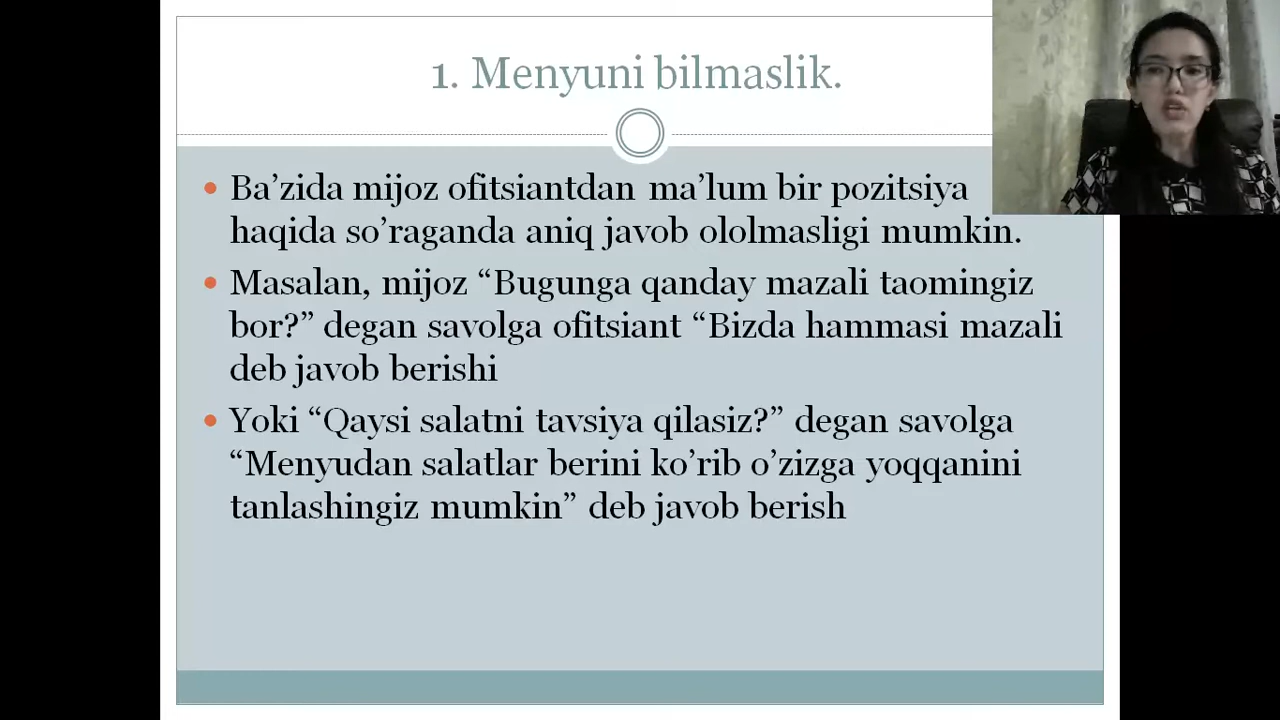 1. Menyuni bilmaslik.
Ba’zida mijoz ofitsiantdan ma’lum bir pozitsiya
haqida so’raganda aniq javob ololmasligi mumkin.
Masalan, mijoz “Bugunga qanday mazali taomingiz
bor?” degan savolga ofitsiant “Bizda hammasi mazali
deb javob berishi
Yoki “Qaysi salatni tavsiya qilasiz?” degan savolga
“Menyudan salatlar berini ko’rib o’zizga yoqqanini
tanlashingiz mumkin” deb javob berish